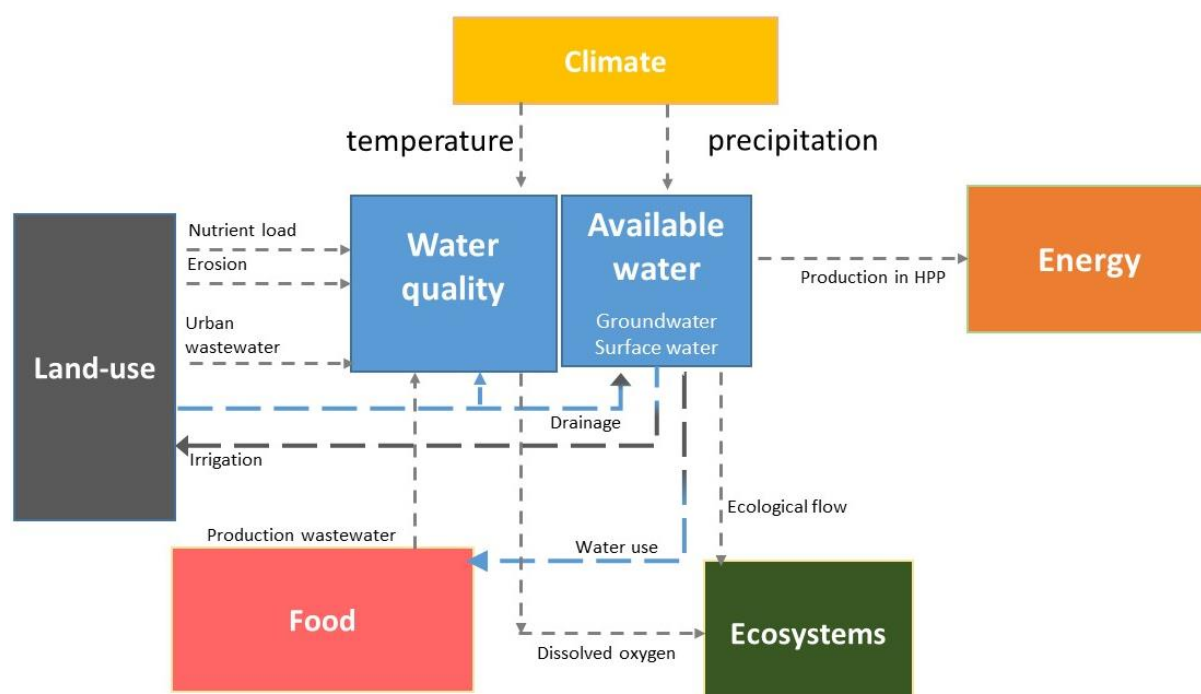 Climate
temperature
precipitation
Land-use
Nutrient load
Erosion
Urban
wastewater
Water
quality
Available
water
Groundwater
Surface water
Production in HPP
Energy
Drainage
Irrigation
Ecological flow
Production wastewater
Water use
Food
Dissolved oxygen
Ecosystems